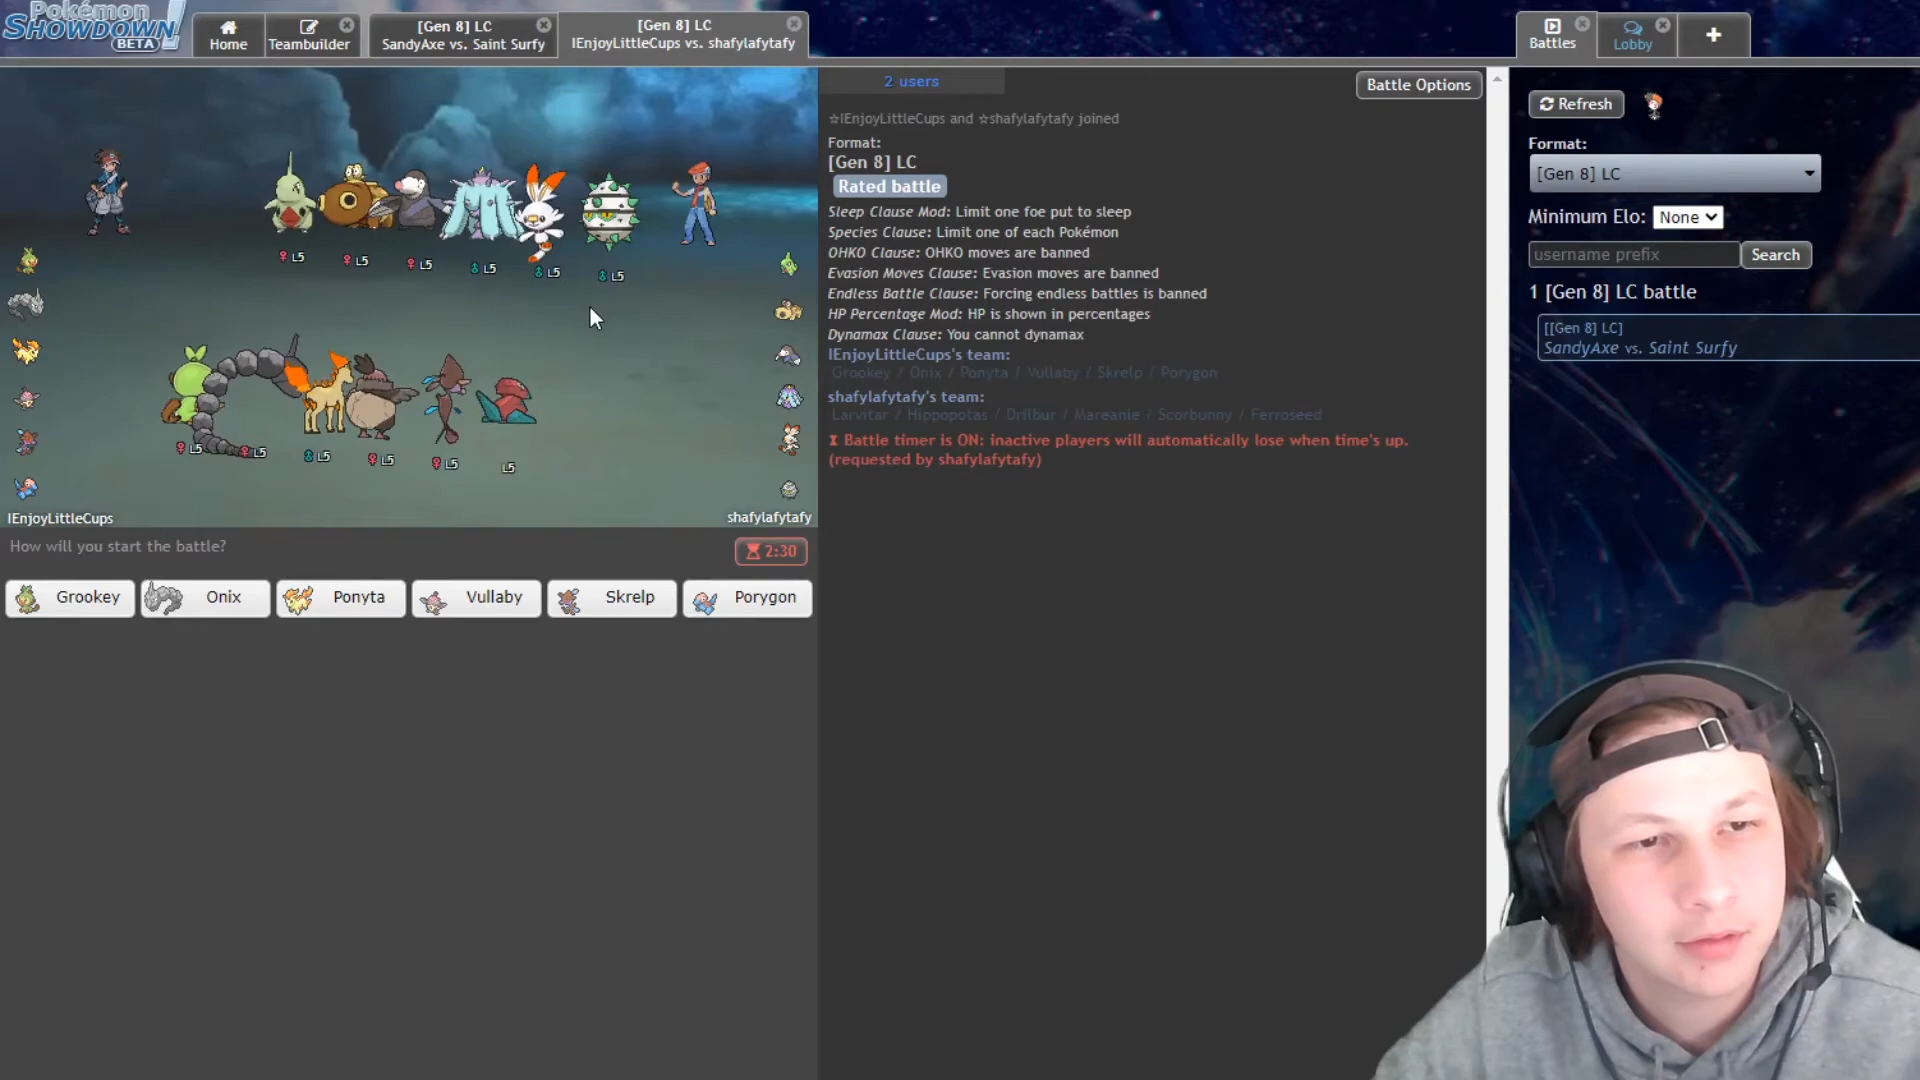 Pokémon
SHOWDOWN!
BETA
Home
Teambuilder
[Gen 8] LC
SandyAxe vs. Saint Surfy
[Gen 8] LC
IEnjoyLittleCups vs. shafylafytafy
Battles
Lobby
+
♀ L5
♀ L5
♀ L5
♂ L5
♂ L5
♂ L5
♀ L5
♀ L5
♂ L5
♀ L5
♀ L5
L5
IEnjoyLittleCups
shafylafytafy
How will you start the battle?
2:30
Grookey
Onix
Ponyta
Vullaby
Skrelp
Porygon
2 users
Battle Options
☆IEnjoyLittleCups and ☆shafylafytafy joined
Format:
[Gen 8] LC
Rated battle
Sleep Clause Mod: Limit one foe put to sleep
Species Clause: Limit one of each Pokémon
OHKO Clause: OHKO moves are banned
Evasion Moves Clause: Evasion moves are banned
Endless Battle Clause: Forcing endless battles is banned
HP Percentage Mod: HP is shown in percentages
Dynamax Clause: You cannot dynamax
IEnjoyLittleCups's team:
Grookey / Onix / Ponyta / Vullaby / Skrelp / Porygon
shafylafytafy's team:
Larvitar / Hippopotas / Drilbur / Mareanie / Scorbunny / Ferroseed
Battle timer is ON: inactive players will automatically lose when time's up.
(requested by shafylafytafy)
Refresh
Format:
[Gen 8] LC
Minimum Elo: None
username prefix
Search
1 [Gen 8] LC battle
[[Gen 8] LC]
SandyAxe vs. Saint Surfy